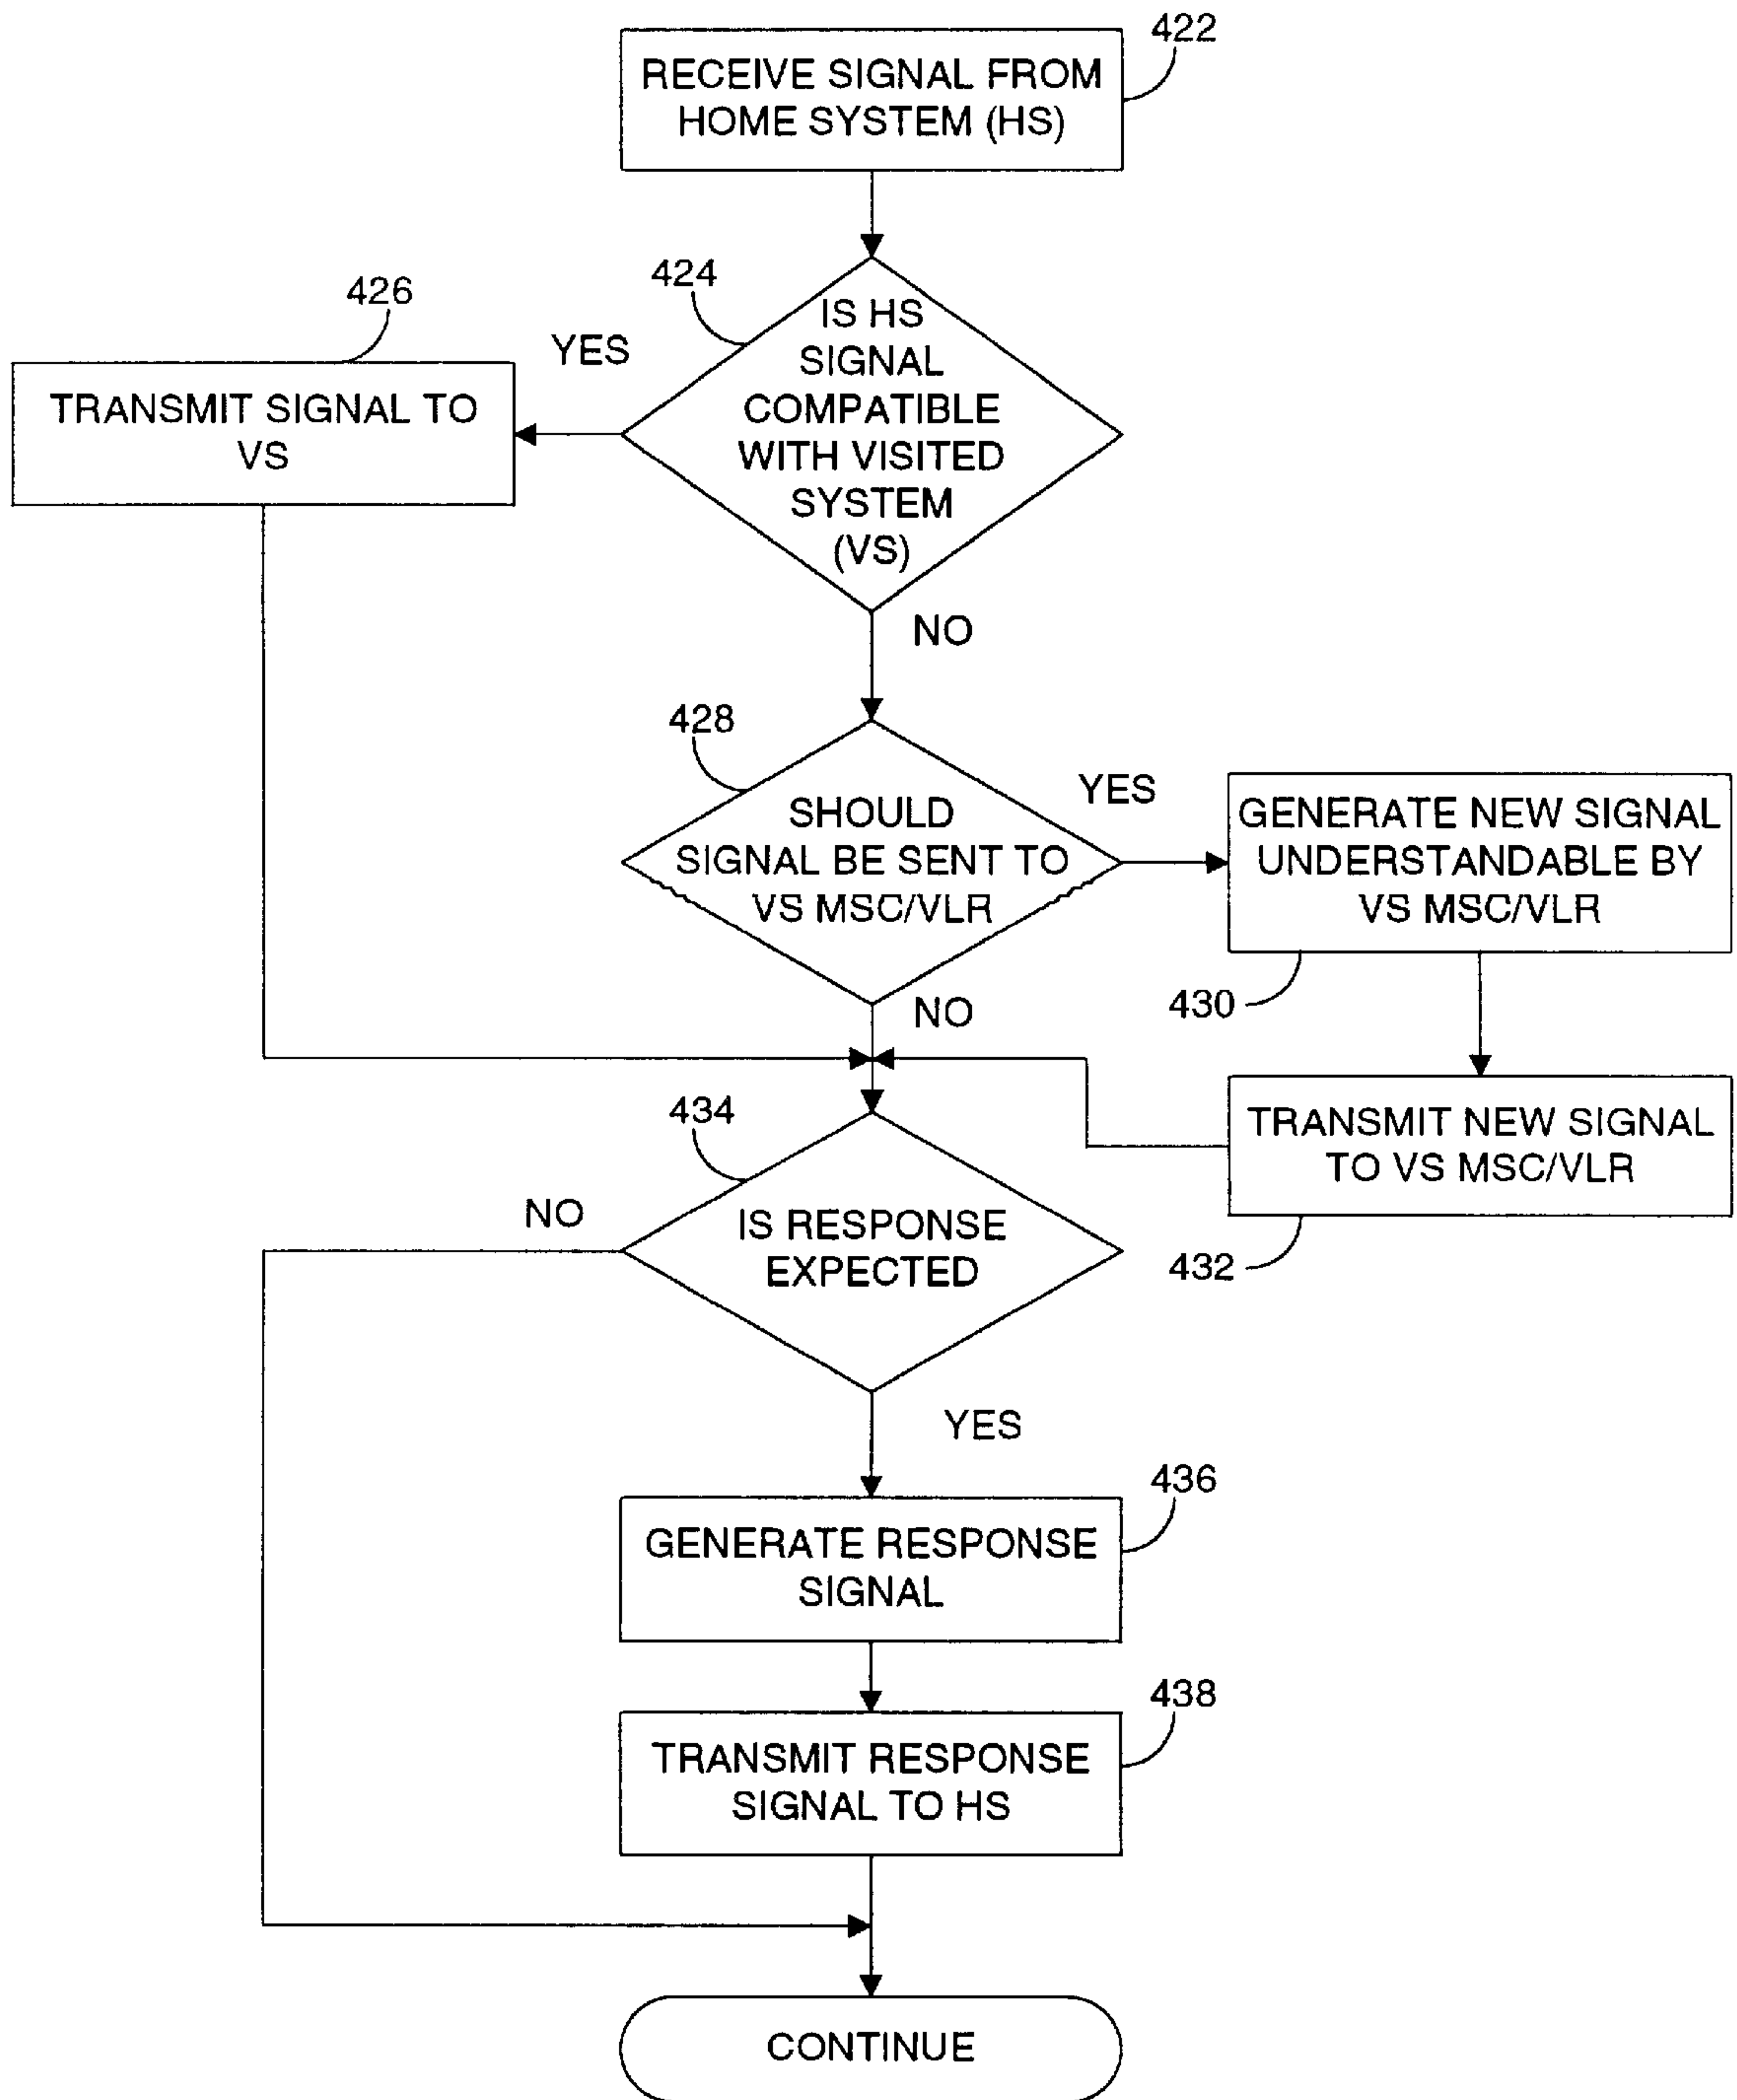 422
RECEIVE SIGNAL FROM
HOME SYSTEM (HS)
424
426
YES
IS HS
SIGNAL
COMPATIBLE
WITH VISITED
SYSTEM
(VS)
TRANSMIT SIGNAL TO
VS
NO
428
YES
SHOULD
SIGNAL BE SENT TO
VS MSC/VLR
GENERATE NEW SIGNAL
UNDERSTANDABLE BY
VS MSC/VLR
430
NO
434
TRANSMIT NEW SIGNAL
TO VS MSC/VLR
432
NO
IS RESPONSE
EXPECTED
YES
436
GENERATE RESPONSE
SIGNAL
438
TRANSMIT RESPONSE
SIGNAL TO HS
CONTINUE